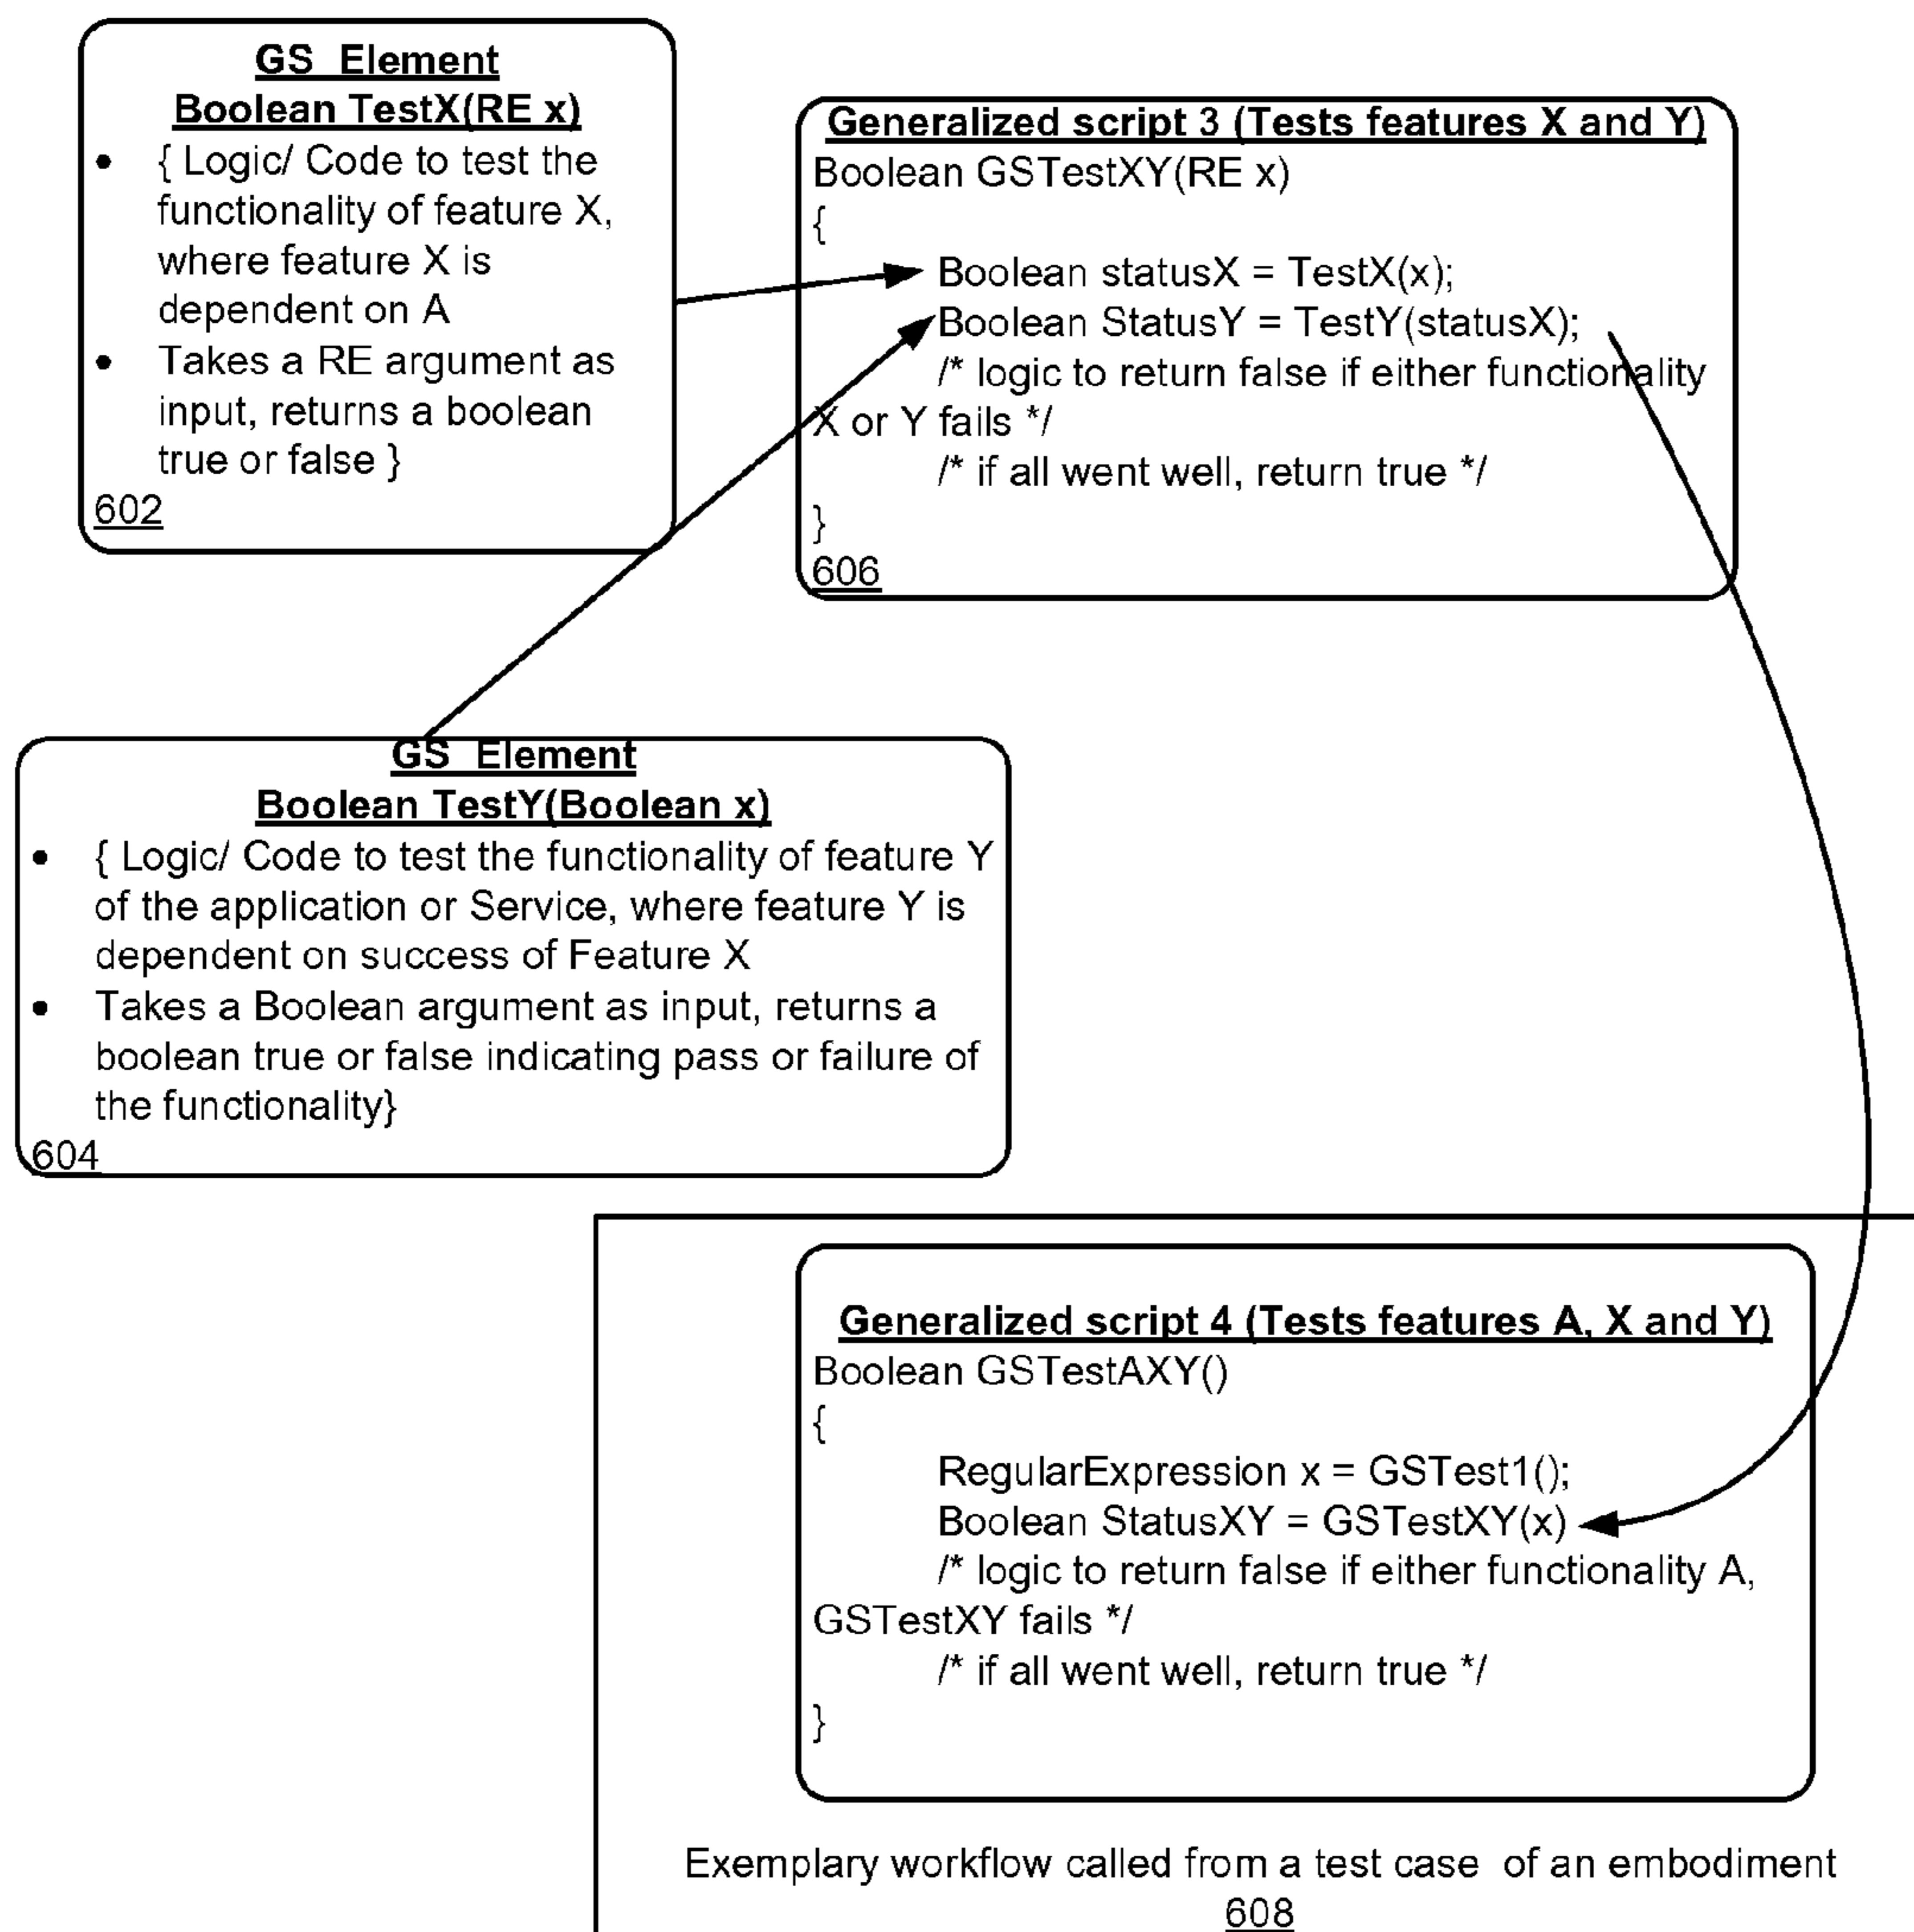 GS_Element
Boolean TestX(RE x)
• { Logic/ Code to test the
functionality of feature X,
where feature X is
dependent on A
• Takes a RE argument as
input, returns a boolean
true or false }
602
Generalized script 3 (Tests features X and Y)
Boolean GSTestXY(RE x)
{
Boolean statusX = TestX(x);
Boolean StatusY = TestY(statusX);
/* logic to return false if either functionality
X or Y fails */
/* if all went well, return true */
}
606
GS_Element
Boolean TestY(Boolean x)
• { Logic/ Code to test the functionality of feature Y
of the application or Service, where feature Y is
dependent on success of Feature X
• Takes a Boolean argument as input, returns a
boolean true or false indicating pass or failure of
the functionality}
604
Generalized script 4 (Tests features A, X and Y)
Boolean GSTestAXY()
{
RegularExpression x = GSTest1();
Boolean StatusXY = GSTestXY(x)
/* logic to return false if either functionality A,
GSTestXY fails */
/* if all went well, return true */
}
Exemplary workflow called from a test case of an embodiment
608